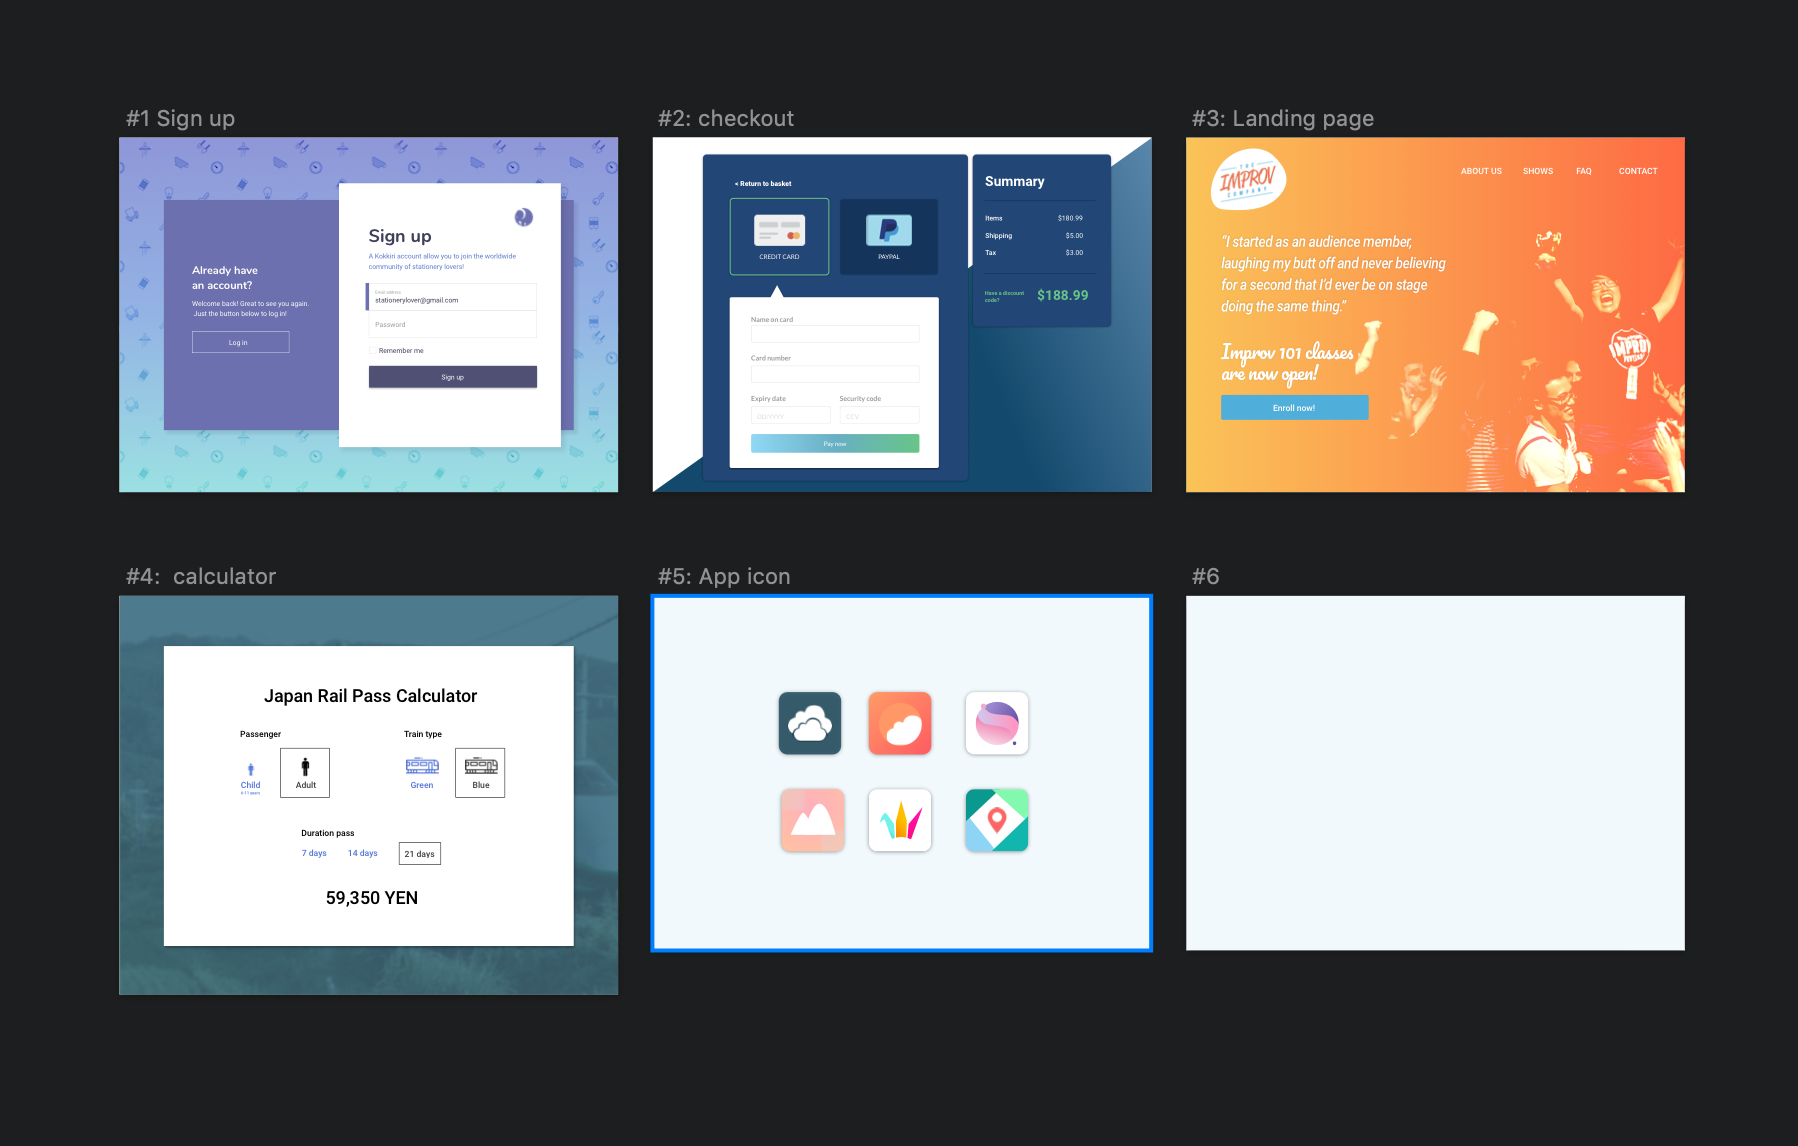 #1 Sign up
Already have
an account?
Welcome back! Great to see you again.
Just the button below to log in!
Log in
Sign up
A Kokkiri account allow you to join the worldwide
community of stationery lovers!
Email address
stationerylover@gmail.com
Password
Remember me
Sign up
#2: checkout
< Return to basket
CREDIT CARD
PAYPAL
Name on card
Card number
Expiry date
Security code
CCV
Pay now
Summary
Items
$180.99
Shipping
$5.00
Tax
$3.00
Have a discount
code?
$188.99
#3: Landing page
THE
IMPROV
COMPANY
ABOUT US
SHOWS
FAQ
CONTACT
“I started as an audience member,
laughing my butt off and never believing
for a second that I’d ever be on stage
doing the same thing.”
Improv 101 classes
are now open!
Enroll now!
IMPRO
#4: calculator
Japan Rail Pass Calculator
Passenger
Child
6-11 years
Adult
Train type
Green
Blue
Duration pass
7 days
14 days
21 days
59,350 YEN
#5: App icon
#6